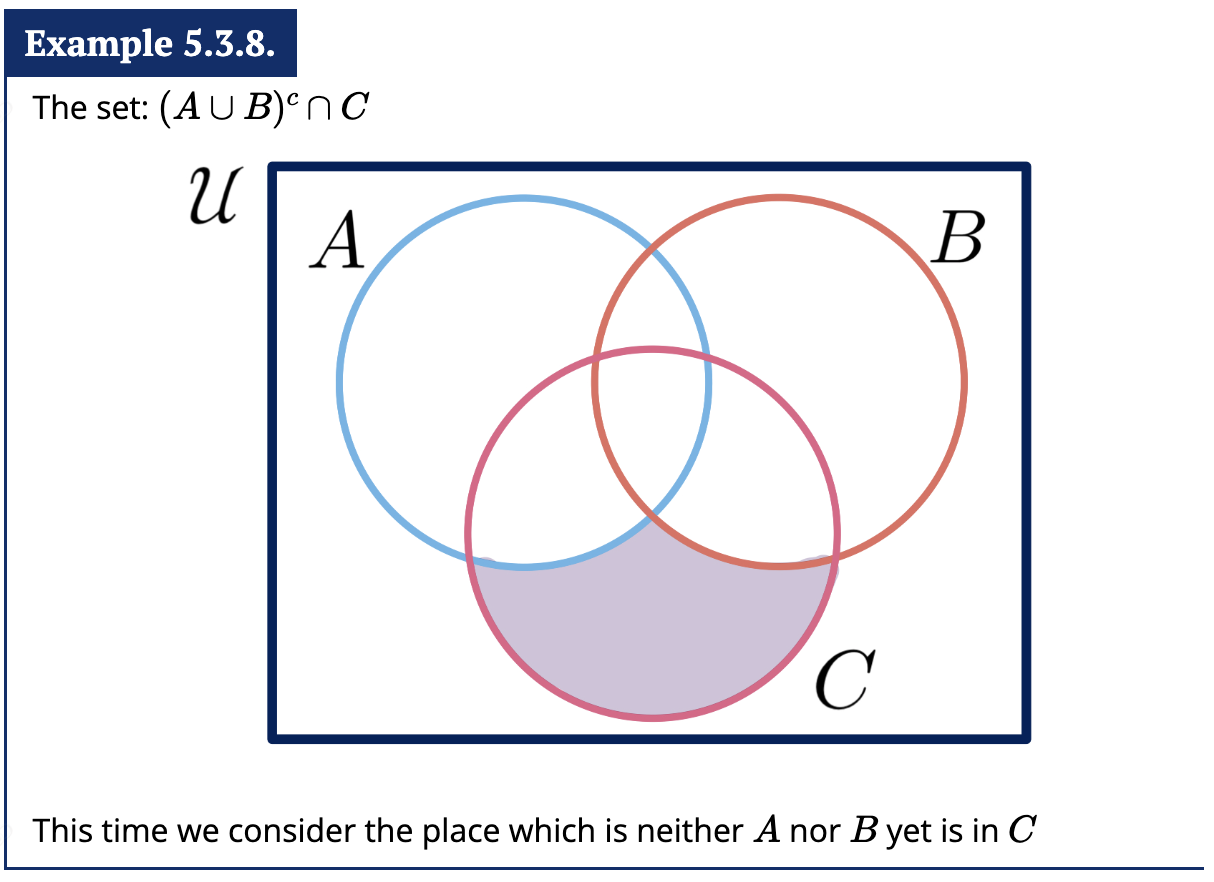 Example 5.3.8.
The set: (A ∪ B)ᶜ ∩ C
𝒰
A
B
C
This time we consider the place which is neither A nor B yet is in C